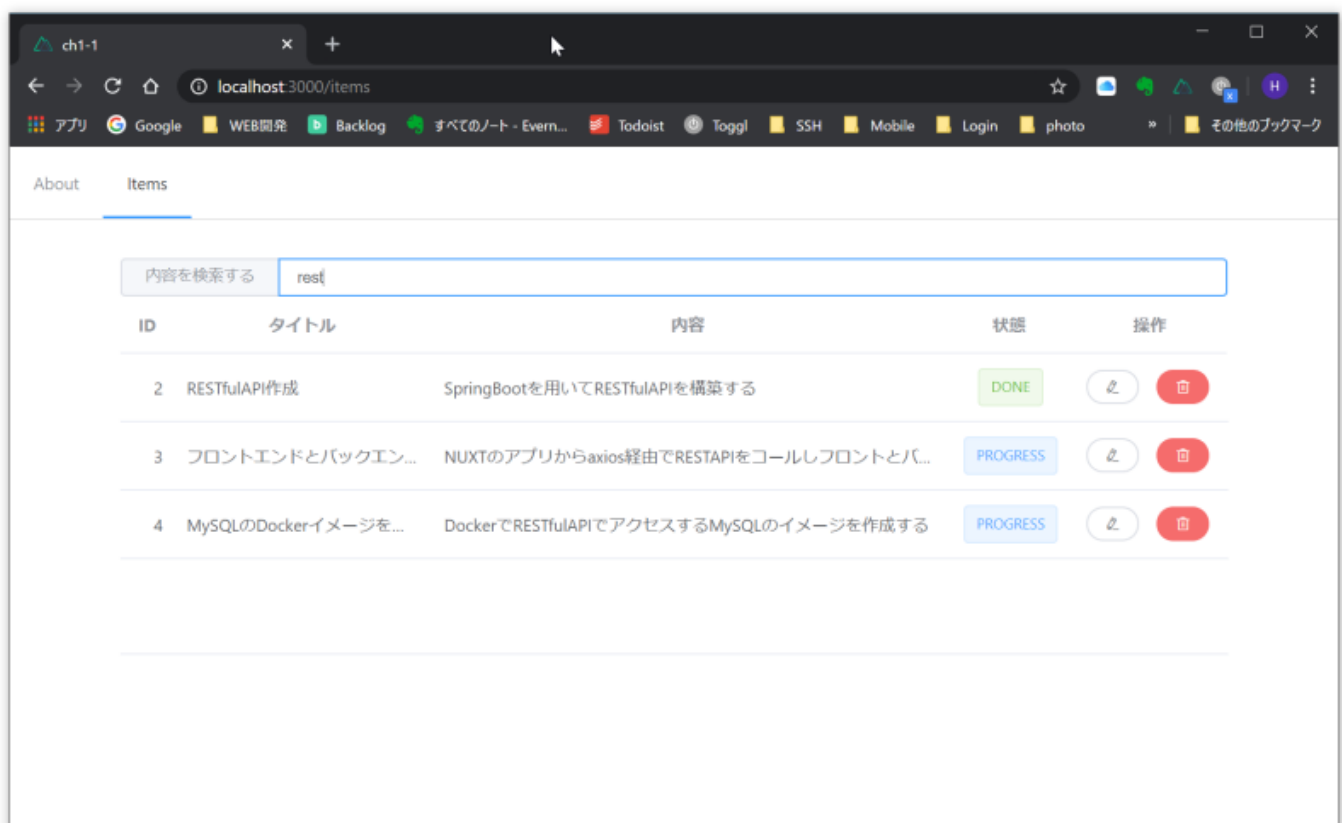 ch1-1
localhost:3000/items
H
アプリ Google WEB開発 Backlog すべてのノート - Evern... Todoist Toggl SSH Mobile Login photo » その他のブックマーク
About Items
内容を検索する rest
ID タイトル 内容 状態 操作
2 RESTfulAPI作成 SpringBootを用いてRESTfulAPIを構築する DONE
3 フロントエンドとバックエン... NUXTのアプリからaxios経由でRESTAPIをコールしフロントとバ... PROGRESS
4 MySQLのDockerイメージを... DockerでRESTfulAPIでアクセスするMySQLのイメージを作成する PROGRESS